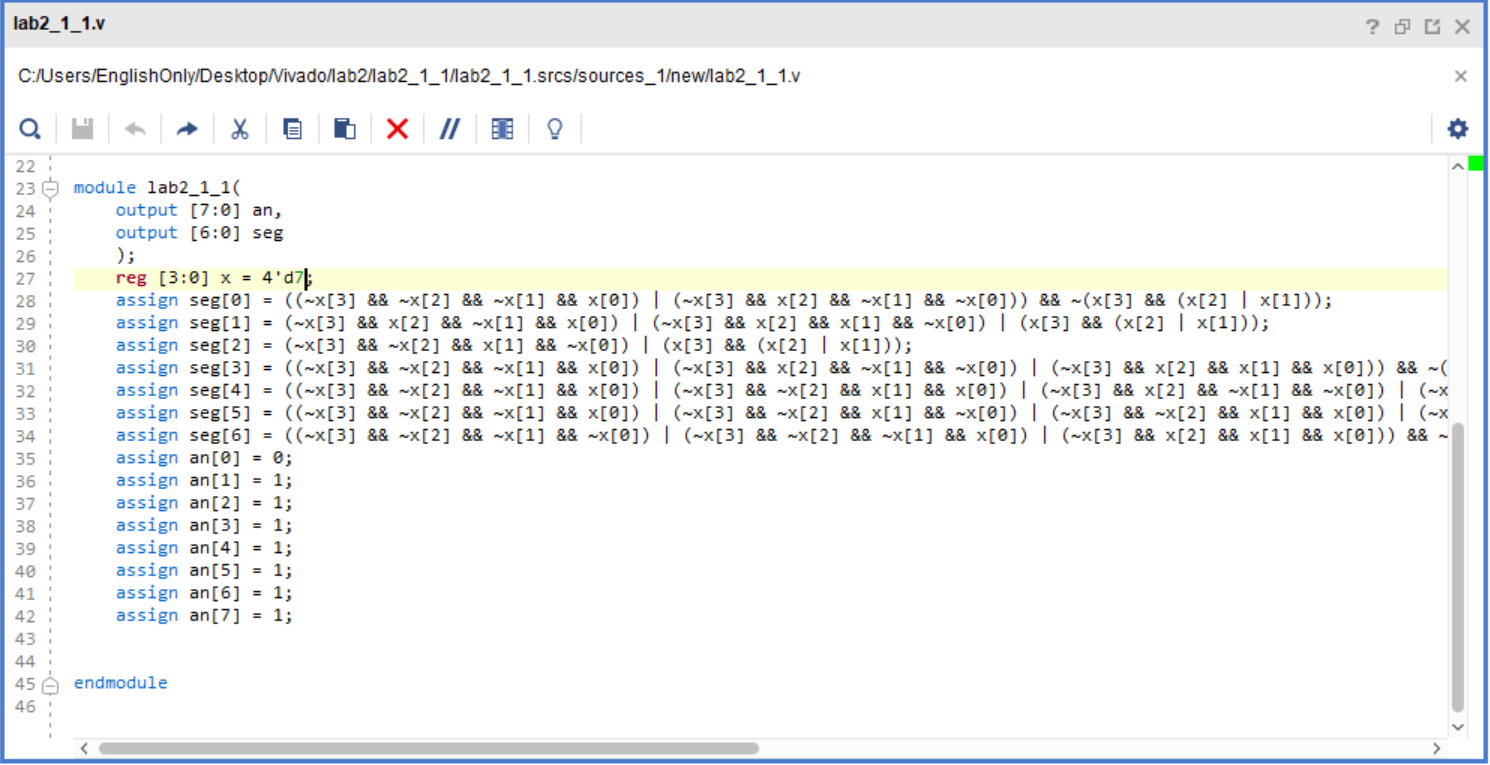 lab2_1_1.v
C:/Users/EnglishOnly/Desktop/Vivado/lab2/lab2_1_1/lab2_1_1.srcs/sources_1/new/lab2_1_1.v
22
23 module lab2_1_1(
24     output [7:0] an,
25     output [6:0] seg
26     );
27     reg [3:0] x = 4'd7;
28     assign seg[0] = ((~x[3] && ~x[2] && ~x[1] && x[0]) | (~x[3] && x[2] && ~x[1] && ~x[0])) && ~(x[3] && (x[2] | x[1]));
29     assign seg[1] = (~x[3] && x[2] && ~x[1] && x[0]) | (~x[3] && x[2] && x[1] && ~x[0]) | (x[3] && (x[2] | x[1]));
30     assign seg[2] = (~x[3] && ~x[2] && x[1] && ~x[0]) | (x[3] && (x[2] | x[1]));
31     assign seg[3] = ((~x[3] && ~x[2] && ~x[1] && x[0]) | (~x[3] && x[2] && ~x[1] && ~x[0]) | (~x[3] && x[2] && x[1] && x[0])) && ~(
32     assign seg[4] = ((~x[3] && ~x[2] && ~x[1] && x[0]) | (~x[3] && ~x[2] && x[1] && x[0]) | (~x[3] && x[2] && ~x[1] && ~x[0]) | (~x
33     assign seg[5] = ((~x[3] && ~x[2] && ~x[1] && x[0]) | (~x[3] && ~x[2] && x[1] && ~x[0]) | (~x[3] && ~x[2] && x[1] && x[0]) | (~x
34     assign seg[6] = ((~x[3] && ~x[2] && ~x[1] && ~x[0]) | (~x[3] && ~x[2] && ~x[1] && x[0]) | (~x[3] && x[2] && x[1] && x[0])) && ~
35     assign an[0] = 0;
36     assign an[1] = 1;
37     assign an[2] = 1;
38     assign an[3] = 1;
39     assign an[4] = 1;
40     assign an[5] = 1;
41     assign an[6] = 1;
42     assign an[7] = 1;
43
44
45 endmodule
46